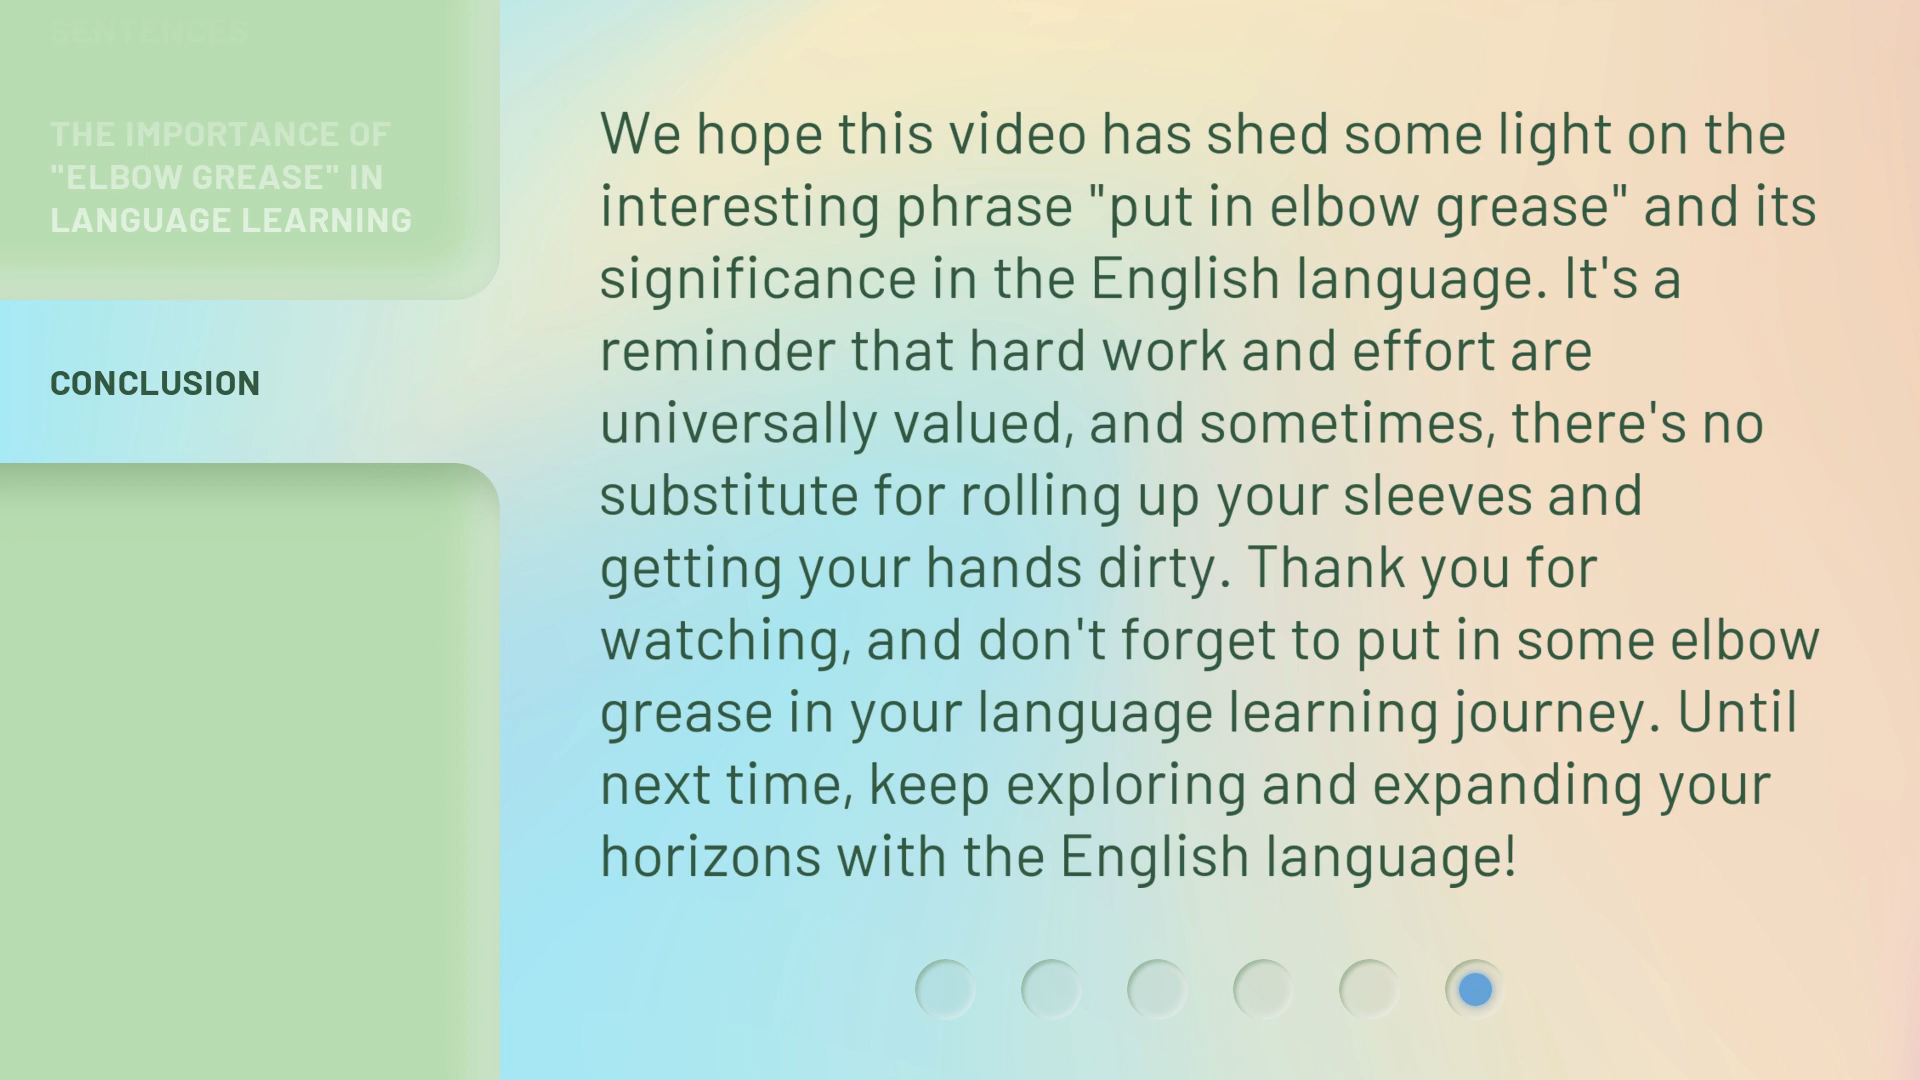 SENTENCES
THE IMPORTANCE OF
"ELBOW GREASE" IN
LANGUAGE LEARNING
CONCLUSION
We hope this video has shed some light on the
interesting phrase "put in elbow grease" and its
significance in the English language. It's a
reminder that hard work and effort are
universally valued, and sometimes, there's no
substitute for rolling up your sleeves and
getting your hands dirty. Thank you for
watching, and don't forget to put in some elbow
grease in your language learning journey. Until
next time, keep exploring and expanding your
horizons with the English language!